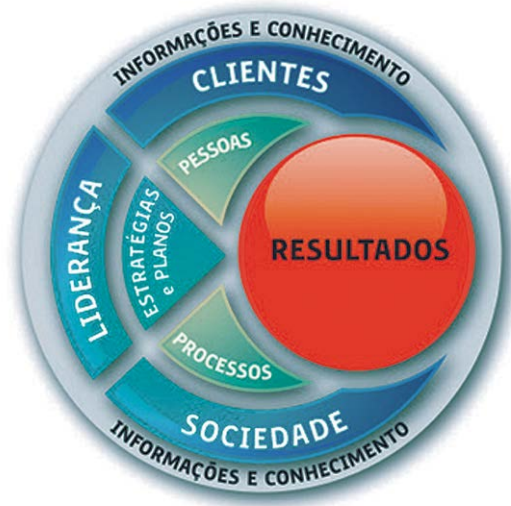 INFORMAÇÕES E CONHECIMENTO
CLIENTES
PESSOAS
LIDERANÇA
ESTRATÉGIAS
e PLANOS
RESULTADOS
PROCESSOS
SOCIEDADE
INFORMAÇÕES E CONHECIMENTO